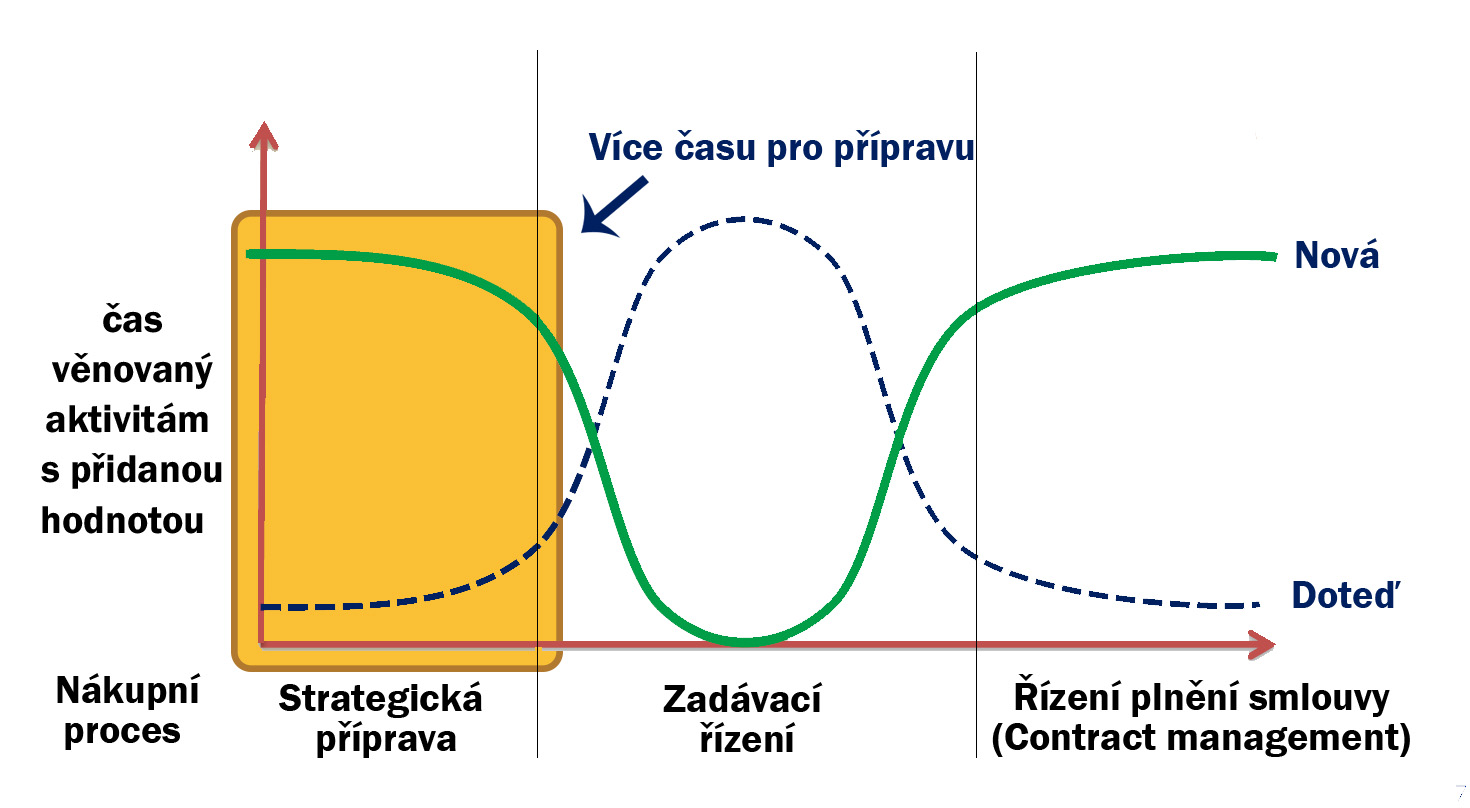 Více času pro přípravu
Nová
čas
věnovaný
aktivitám
s přidanou
hodnotou
Doteď
Nákupní
proces
Strategická
příprava
Zadávací
řízení
Řízení plnění smlouvy
(Contract management)
7